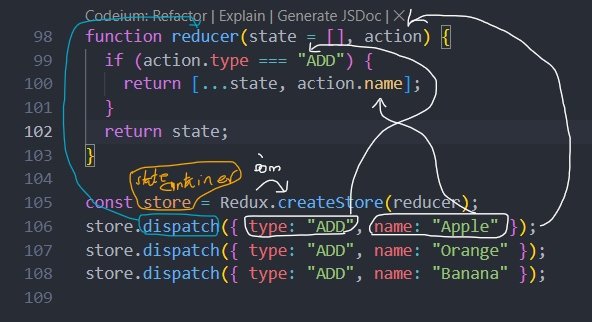 Codeium: Refactor | Explain | Generate JSDoc | X
98 function reducer(state = [], action) {
99 if (action.type === "ADD") {
100 return [...state, action.name];
101 }
102 return state;
103 }
state container
104
105 const store = Redux.createStore(reducer);
106 store.dispatch({ type: "ADD", name: "Apple" });
107 store.dispatch({ type: "ADD", name: "Orange" });
108 store.dispatch({ type: "ADD", name: "Banana" });
109